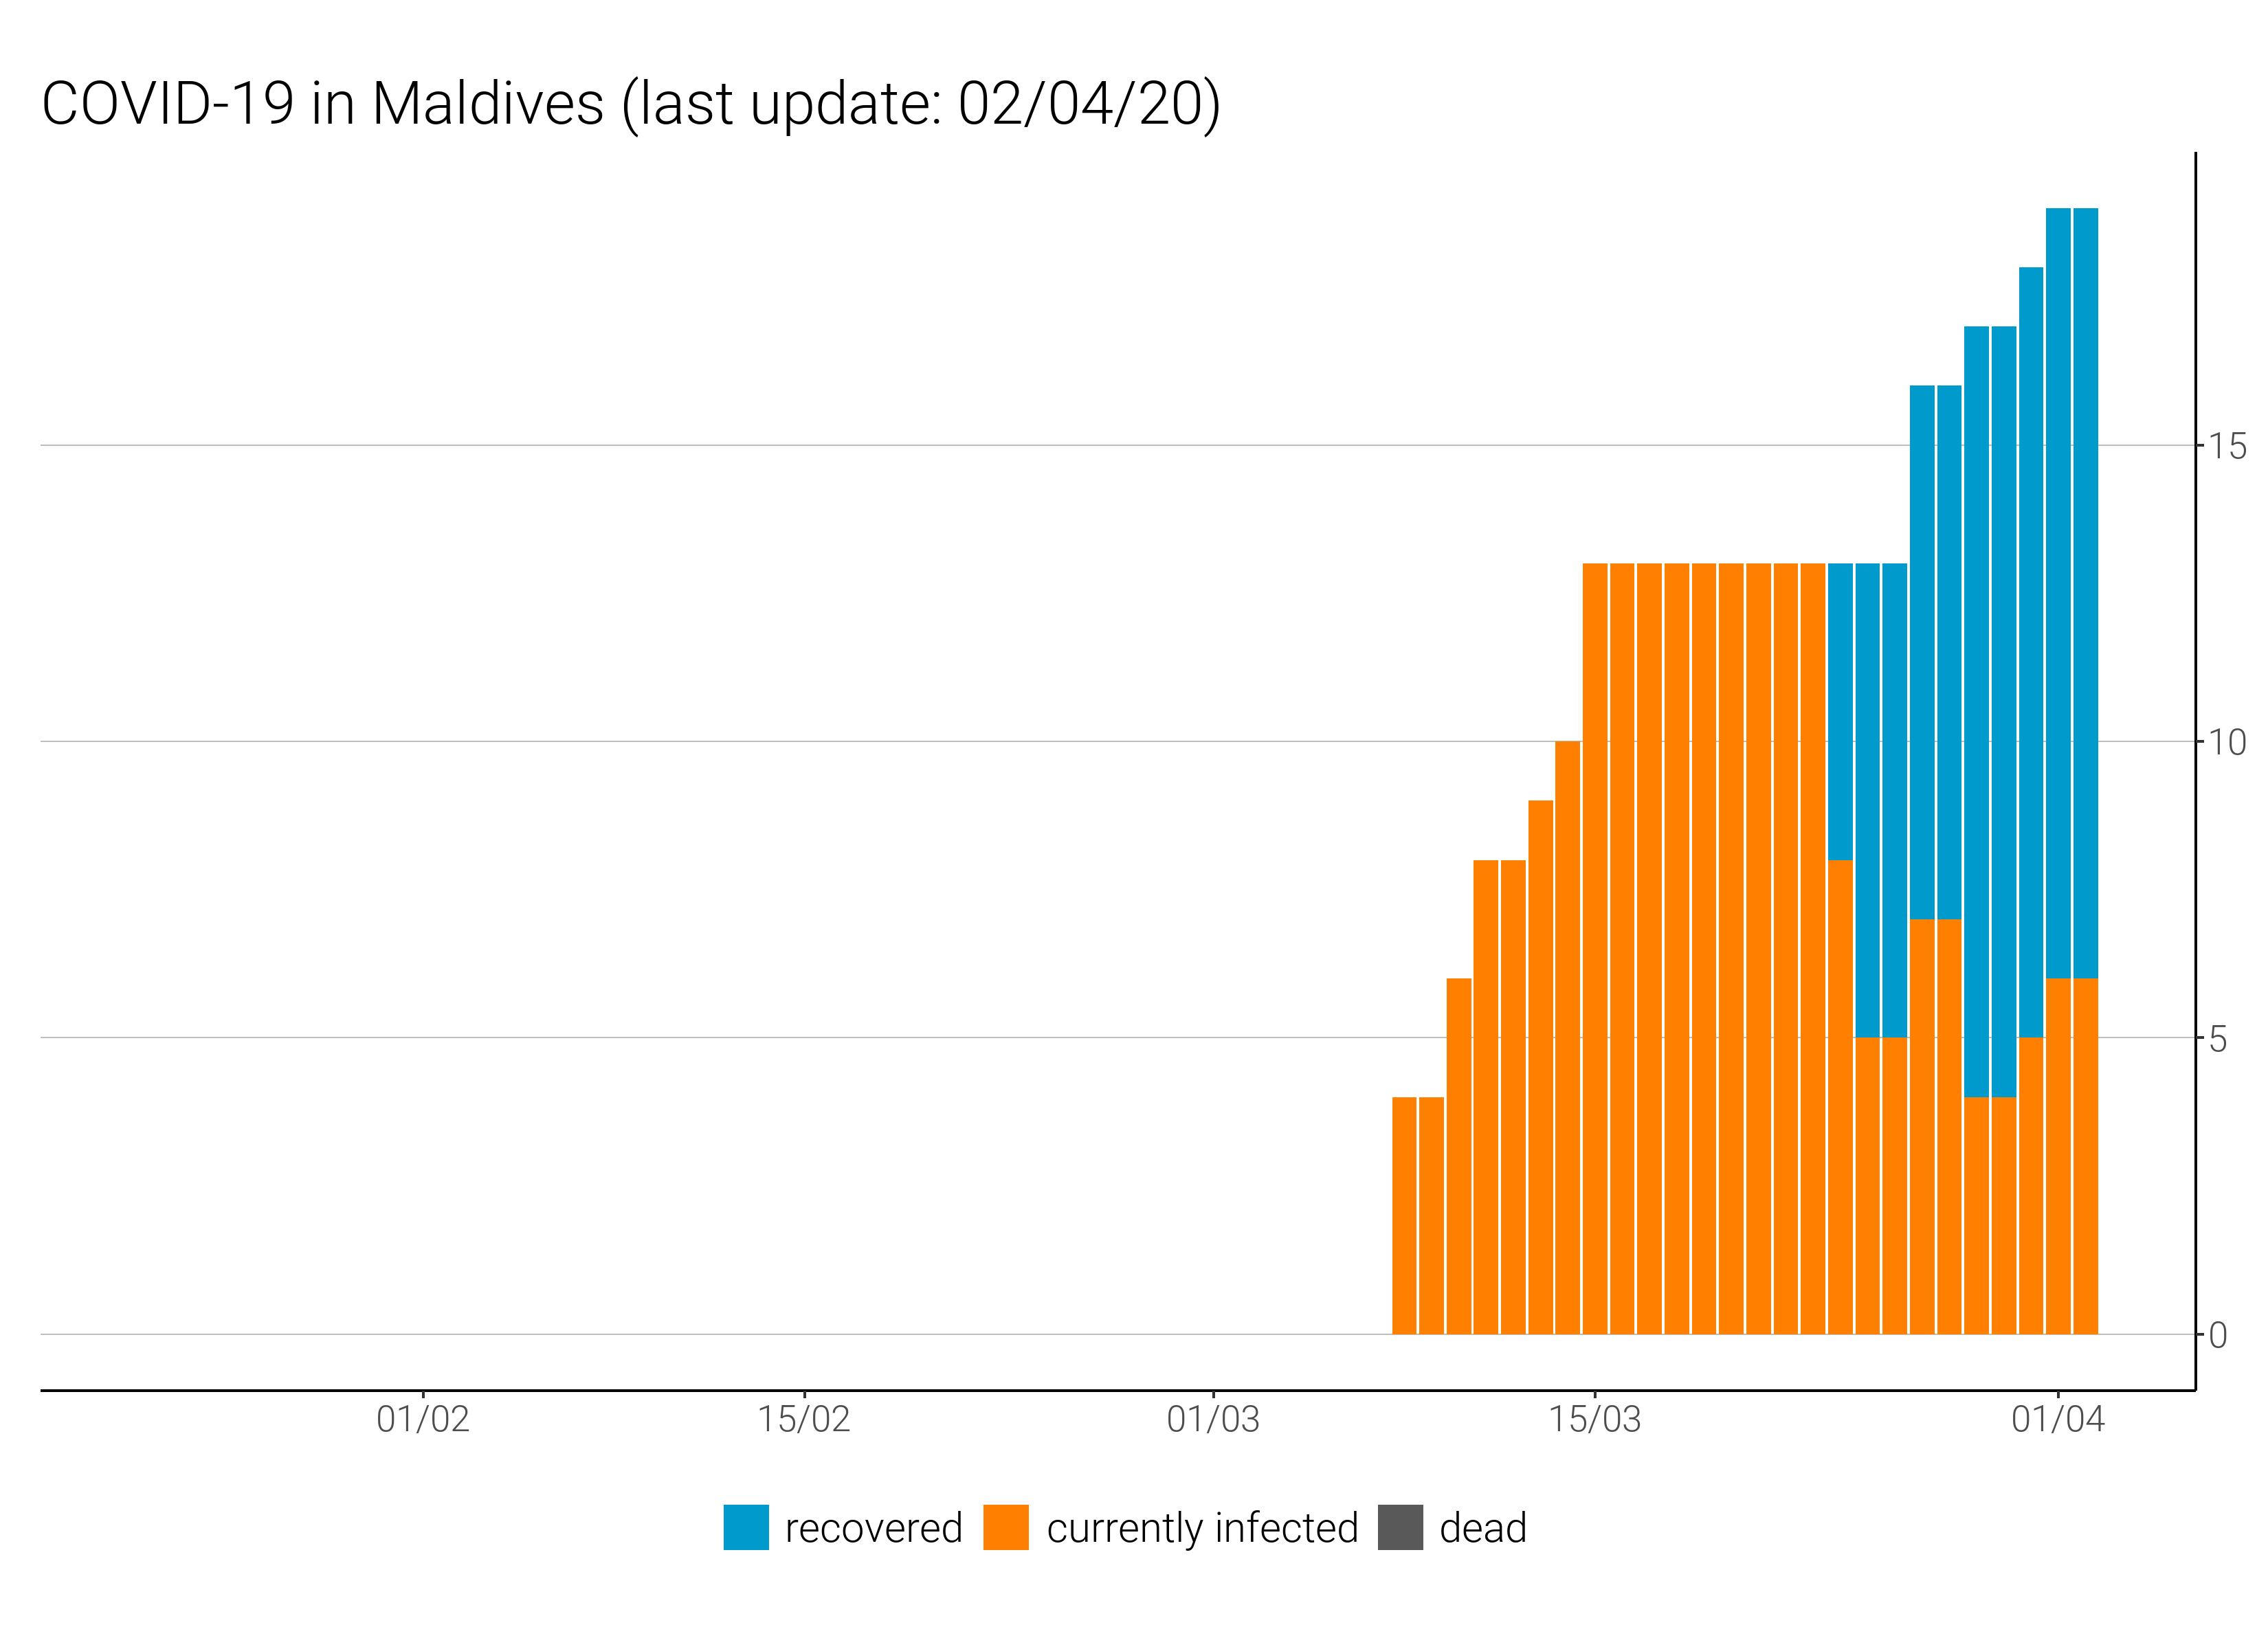 COVID-19 in Maldives (last update: 02/04/20)
15
10
5
0
01/02 15/02 01/03 15/03 01/04
recovered currently infected dead